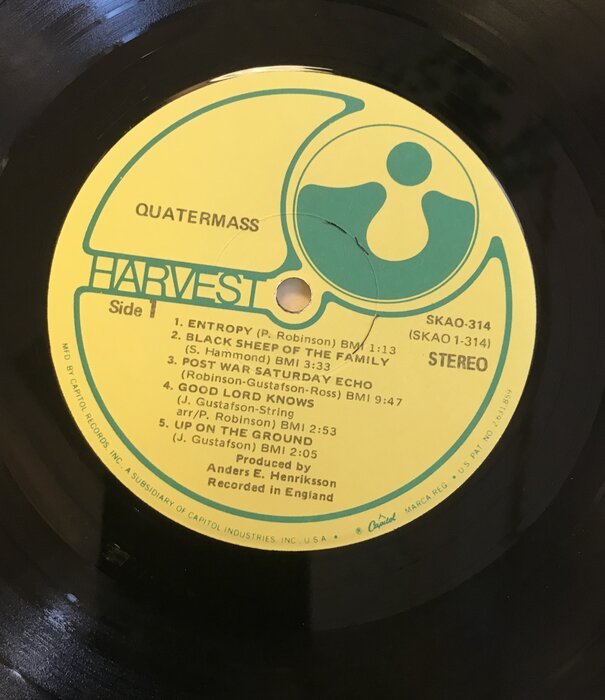 QUATERMASS
HARVEST
Side 1
SKAO-314
(SKAO 1-314)
STEREO
1. ENTROPY (P. Robinson) BMI 1:13
2. BLACK SHEEP OF THE FAMILY
(S. Hammond) BMI 3:33
3. POST WAR SATURDAY ECHO
(Robinson-Gustafson-Ross) BMI 9:47
4. GOOD LORD KNOWS
(J. Gustafson-String
arr/P. Robinson) BMI 2:53
5. UP ON THE GROUND
(J. Gustafson) BMI 2:05
Produced by
Anders E. Henriksson
Recorded in England
MFD. BY CAPITOL RECORDS, INC., A SUBSIDIARY OF CAPITOL INDUSTRIES, INC., U.S.A. • ® Capitol MARCA REG. • U.S. PAT. NO. 2,631,859